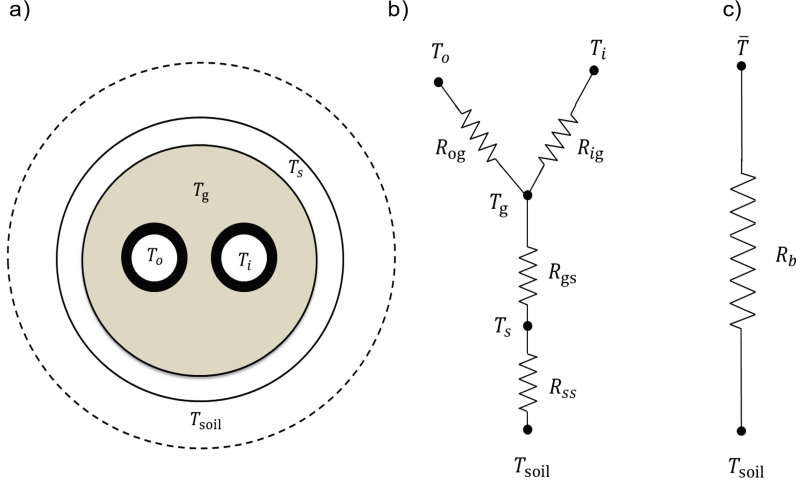 a)
T_s
T_g
T_o
T_i
T_soil
b)
T_o
T_i
R_og
R_ig
T_g
R_gs
T_s
R_ss
T_soil
c)
T̄
R_b
T_soil